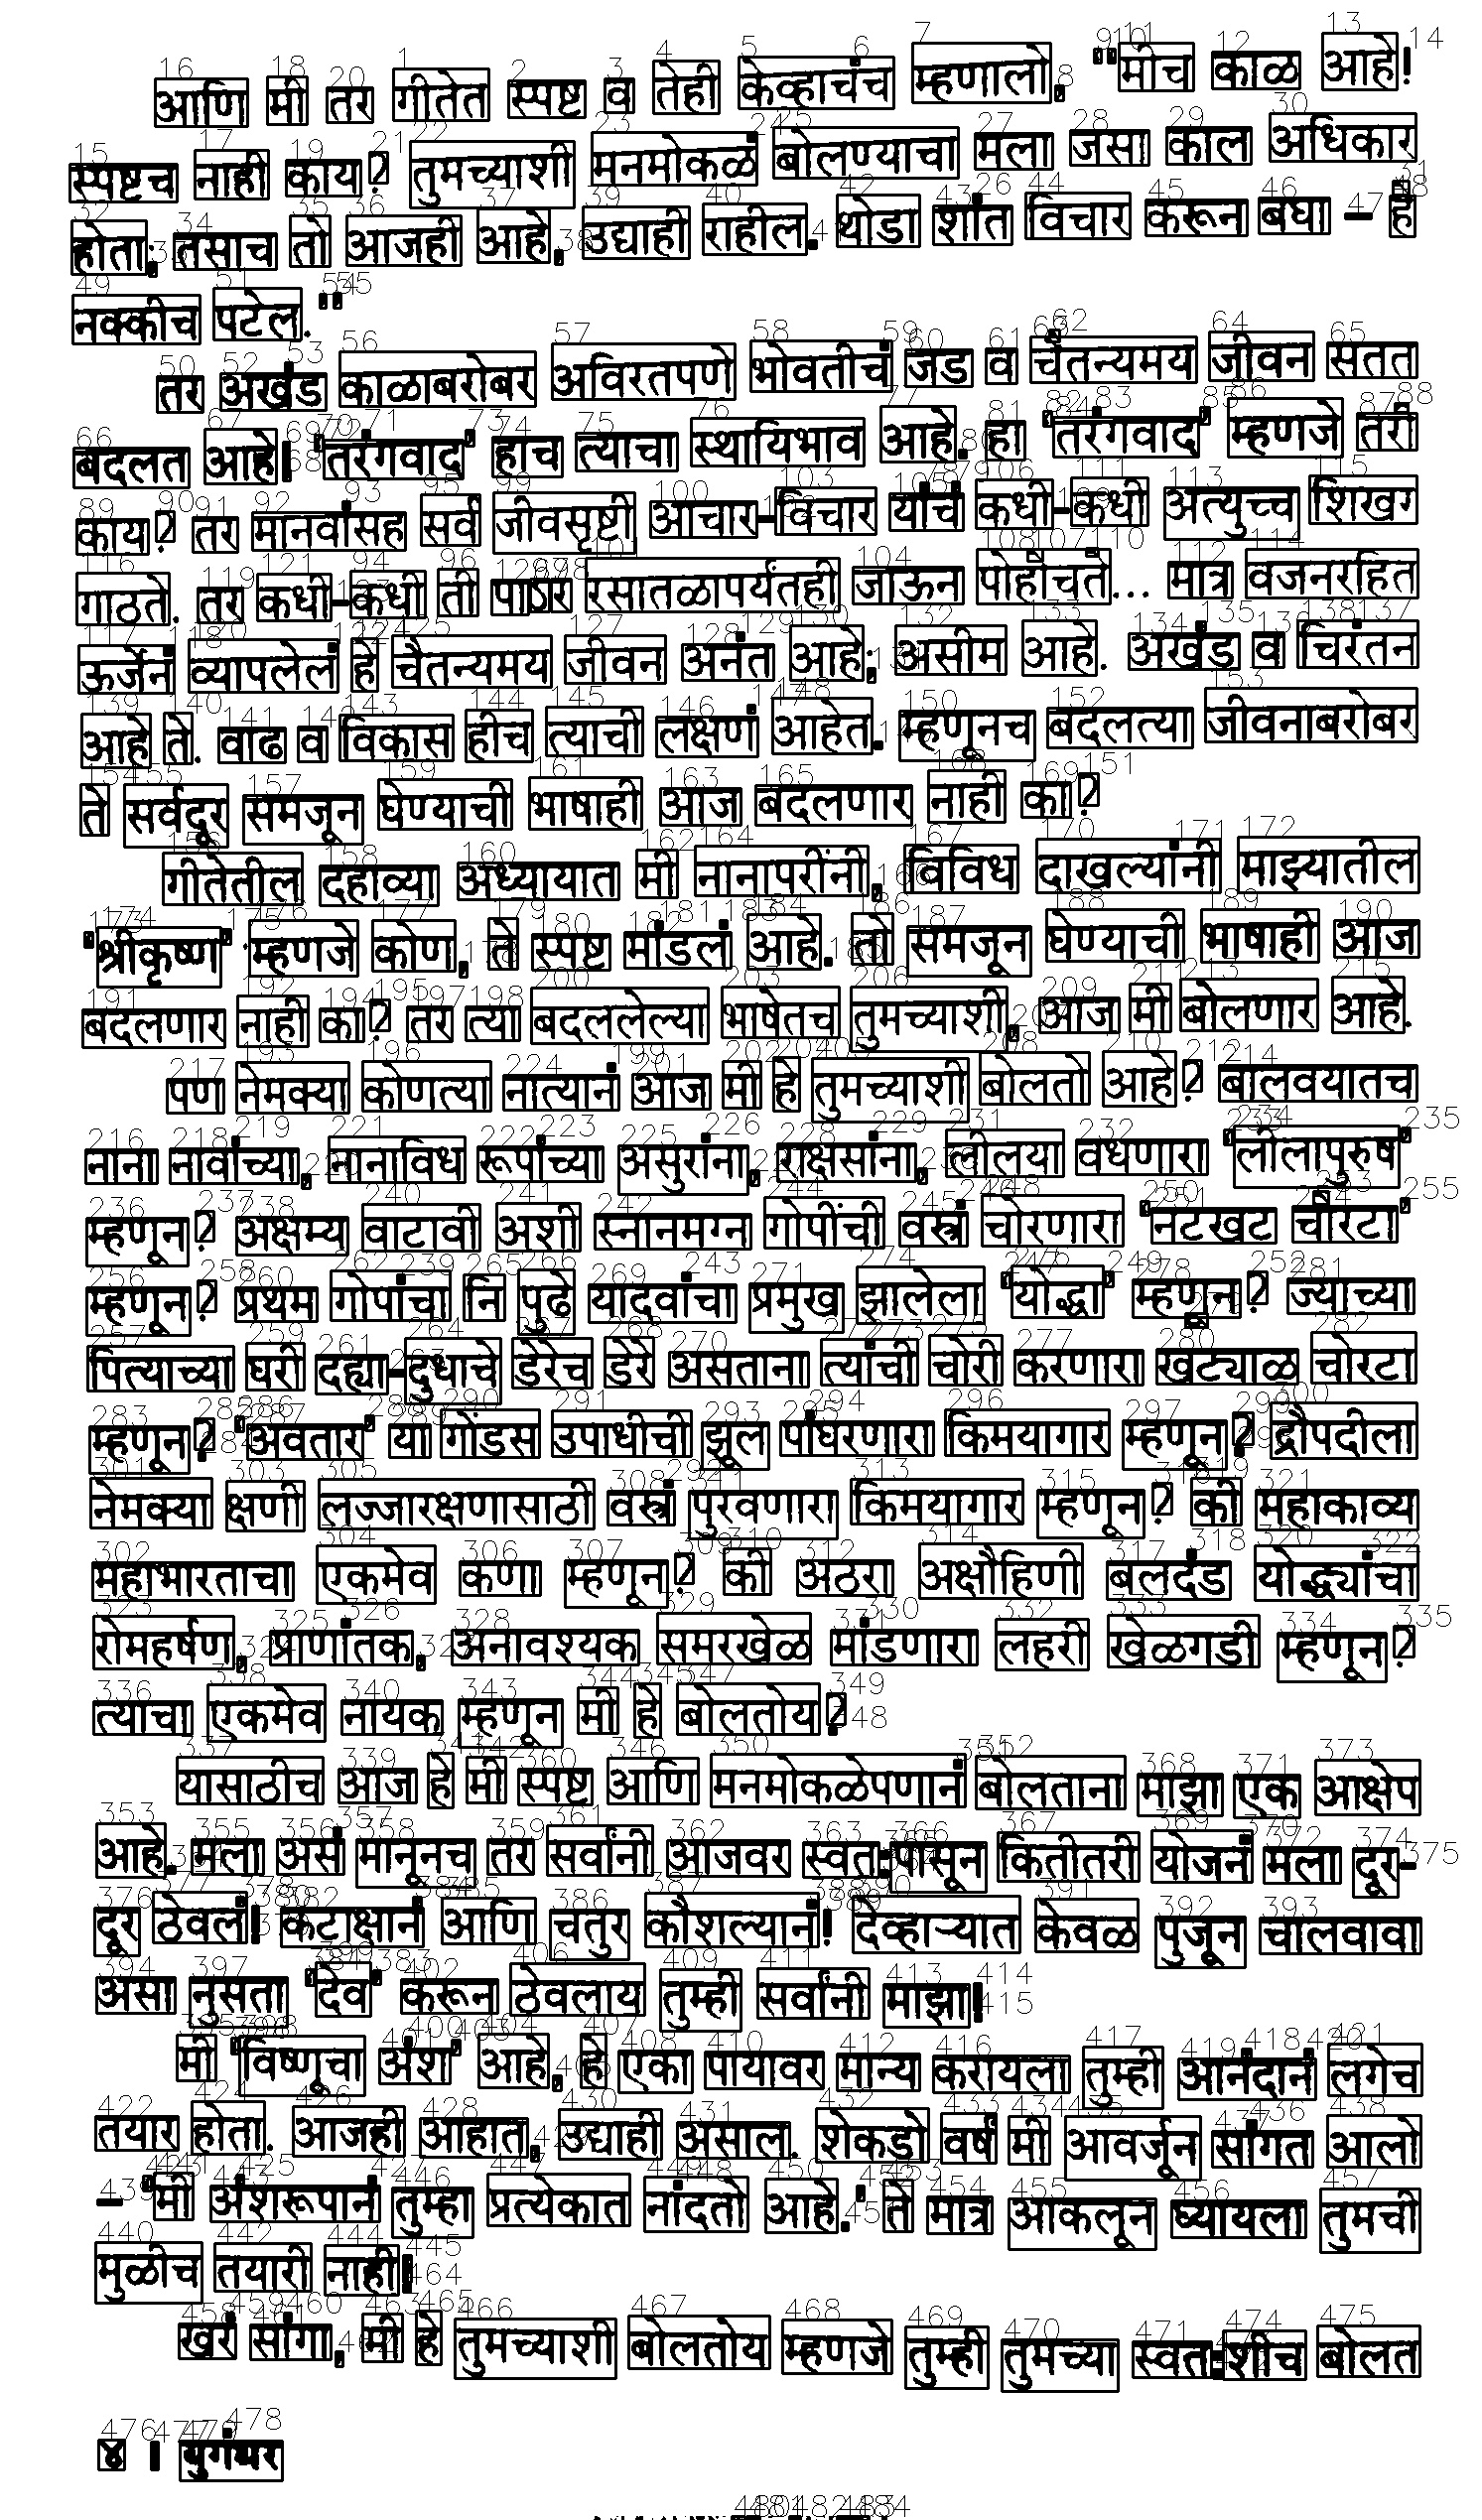 आणि मी तर गीतेत स्पष्ट व तेही केव्हाचंच म्हणालो, "मीच काळ आहे!
स्पष्टच नाही काय? तुमच्याशी मनमोकळं बोलण्याचा मला जसा काल अधिकार
होता; तसाच तो आजही आहे, उद्याही राहील. थोडा शांत विचार करून बघा – हे
नक्कीच पटेल."
तर अखंड काळाबरोबर अविरतपणे भोवतीचं जड व चैतन्यमय जीवन सतत
बदलत आहे! 'तरंगवाद' हाच त्याचा स्थायिभाव आहे. हा 'तरंगवाद' म्हणजे तरी
काय? तर मानवांसह सर्व जीवसृष्टी आचार-विचार यांचं कधी-कधी अत्युच्च शिखर
गाठते. तर कधी-कधी ती पार रसातळापर्यंतही जाऊन पोहोचते... मात्र वजनरहित
ऊर्जेनं व्यापलेलं हे चैतन्यमय जीवन अनंत आहे; असीम आहे. अखंड व चिरंतन
आहे ते. वाढ व विकास हीच त्याची लक्षणं आहेत. म्हणूनच बदलत्या जीवनाबरोबर
ते सर्वदूर समजून घेण्याची भाषाही आज बदलणार नाही का?
गीतेतील दहाव्या अध्यायात मी नानापरींनी, विविध दाखल्यांनी माझ्यातील
'श्रीकृष्ण' म्हणजे कोण, ते स्पष्ट मांडलं आहे. तो समजून घेण्याची भाषाही आज
बदलणार नाही का? तर त्या बदललेल्या भाषेतच तुमच्याशी, आज मी बोलणार आहे.
पण नेमक्या कोणत्या नात्यानं आज मी हे तुमच्याशी बोलतो आहे? बालवयातच
नाना नावांच्या, नानाविध रूपांच्या असुरांना, राक्षसांना, लीलया वधणारा 'लीलापुरुष'
म्हणून? अक्षम्य वाटावी अशी स्नानमग्न गोपींची वस्त्रं चोरणारा 'नटखट चोरटा'
म्हणून? प्रथम गोपांचा नि पुढे यादवांचा प्रमुख झालेला 'योद्धा' म्हणून? ज्याच्या
पित्याच्या घरी दह्या-दुधाचे डेरेच डेरे असताना त्यांची चोरी करणारा खट्याळ चोरटा
म्हणून? 'अवतार' या गोंडस उपाधीची झूल पांघरणारा किमयागार म्हणून? द्रौपदीला
नेमक्या क्षणी लज्जारक्षणासाठी वस्त्रं पुरवणारा किमयागार म्हणून? की महाकाव्य
महाभारताचा एकमेव कणा म्हणून? की अठरा अक्षौहिणी बलदंड योद्ध्यांचा
रोमहर्षण, प्राणांतक, अनावश्यक समरखेळ मांडणारा लहरी खेळगडी म्हणून?
त्याचा एकमेव नायक म्हणून मी हे बोलतोय?
यासाठीच आज हे मी स्पष्ट आणि मनमोकळेपणानं बोलताना माझा एक आक्षेप
आहे. मला असं मानूनच तर सर्वांनी आजवर स्वत:पासून कितीतरी योजनं मला दूर-
दूर ठेवलं! कटाक्षानं आणि चतुर कौशल्यानं! देव्हाऱ्यात केवळ पुजून चालवावा
असा नुसता 'देव' करून ठेवलाय तुम्ही सर्वांनी माझा!
मी 'विष्णूचा अंश' आहे, हे एका पायावर मान्य करायला तुम्ही आनंदानं लगेच
तयार होता. आजही आहात, उद्याही असाल. शेकडो वर्षं मी आवर्जून सांगत आलो
– 'मी अंशरूपानं तुम्हा प्रत्येकात नांदतो आहे.' ते मात्र आकलून घ्यायला तुमची
मुळीच तयारी नाही!
खरं सांगा, मी हे तुमच्याशी बोलतोय म्हणजे तुम्ही तुमच्या स्वत:शीच बोलत
४ । युगंधर